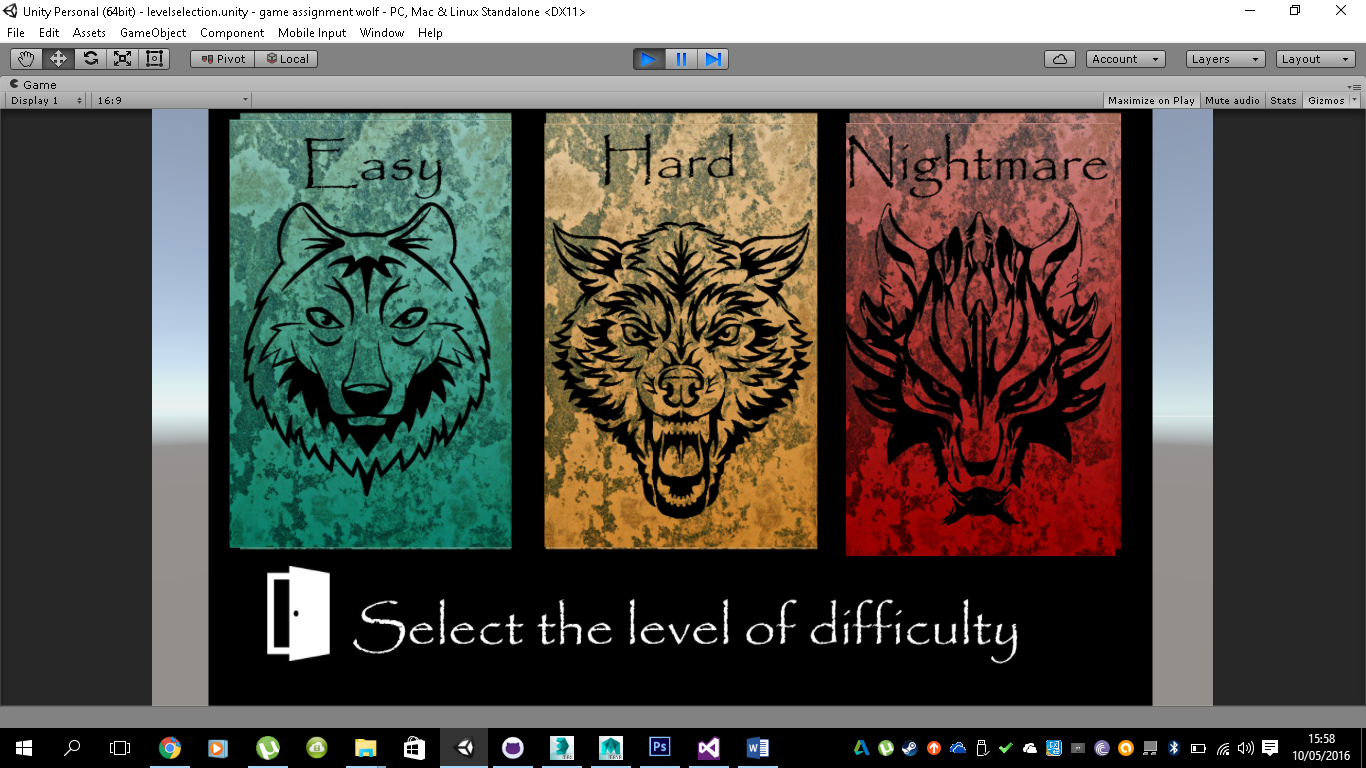 Unity Personal (64bit) - levelselection.unity - game assignment wolf - PC, Mac & Linux Standalone <DX11>
File Edit Assets GameObject Component Mobile Input Window Help
Pivot Local Account Layers Layout
Game
Display 1 16:9 Maximize on Play Mute audio Stats Gizmos
Easy Hard Nightmare
Select the level of difficulty
Ps W
15:58
10/05/2016